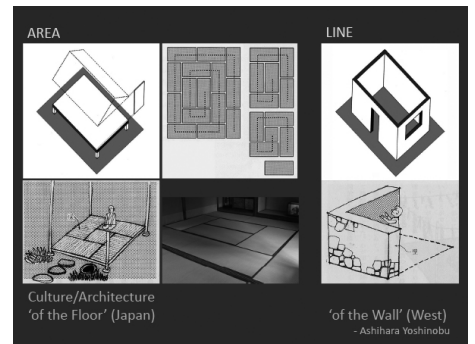 AREA
LINE
Culture/Architecture
'of the Floor' (Japan)
'of the Wall' (West)
- Ashihara Yoshinobu